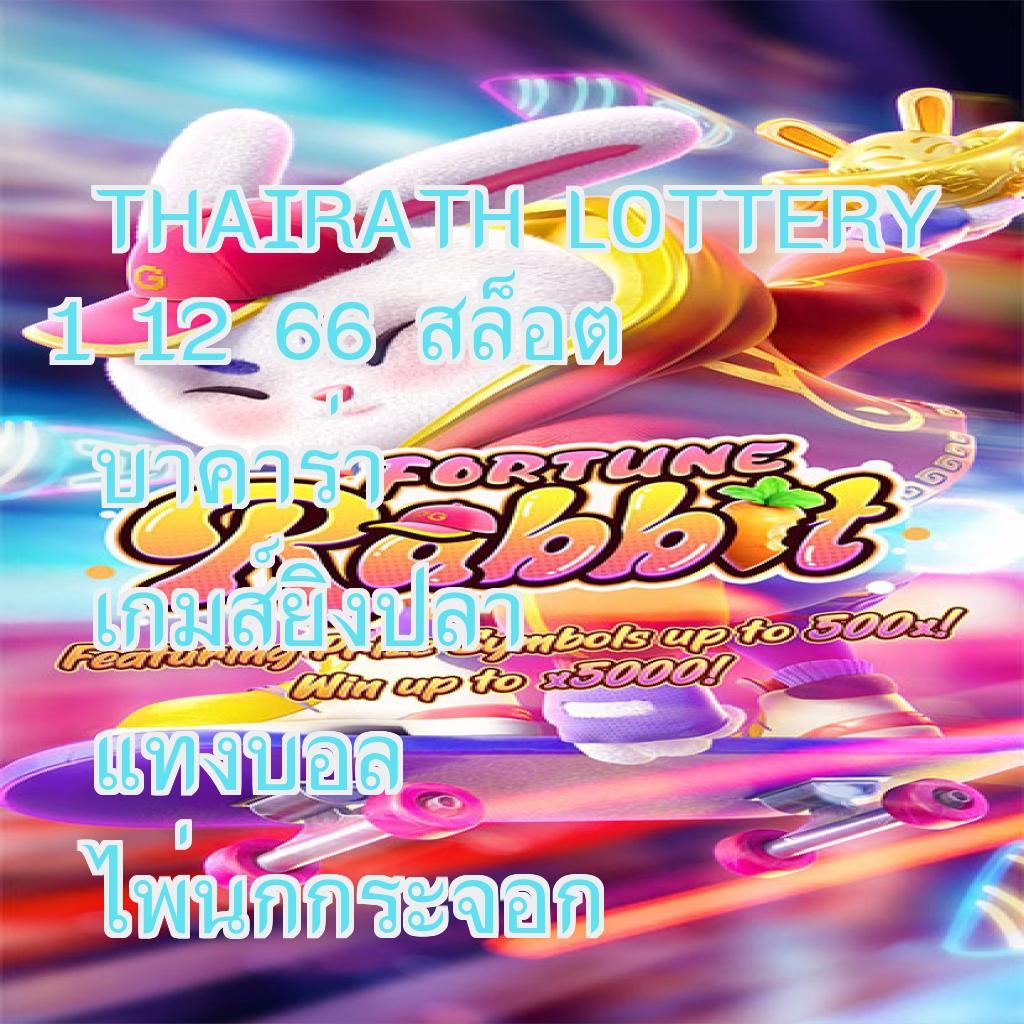 THAIRATH LOTTERY
1 12 66 สล็อต
บาคาร่า
FORTUNE
Rabbit
เกมส์ยิงปลา
Featuring Prize Symbols up to 500x!
Win up to x5000!
แทงบอล
ไพ่นกกระจอก